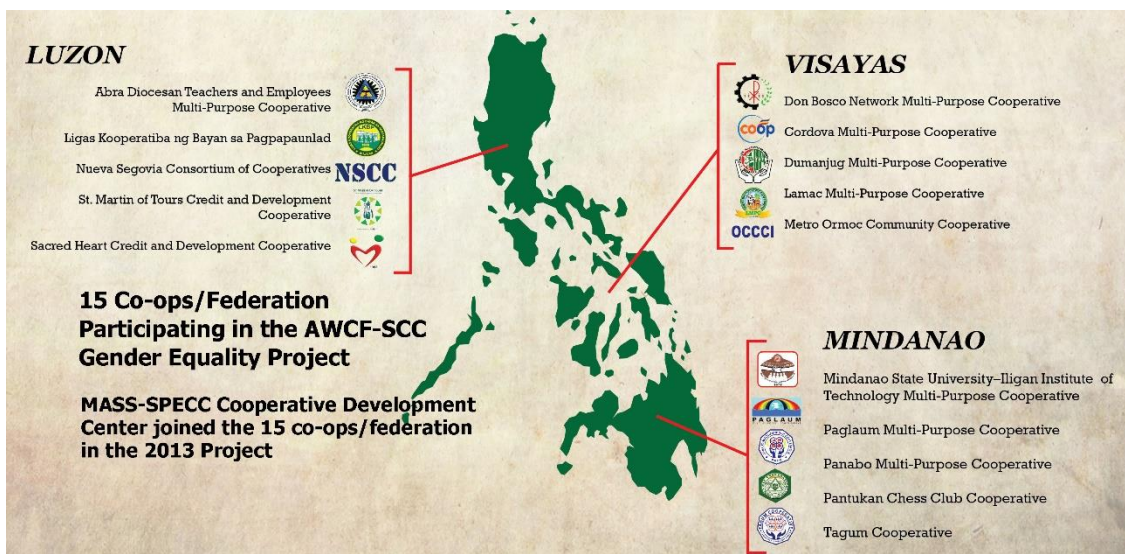 LUZON
Abra Diocesan Teachers and Employees
Multi-Purpose Cooperative
Ligas Kooperatiba ng Bayan sa Pagpapaunlad
Nueva Segovia Consortium of Cooperatives
NSCC
St. Martin of Tours Credit and Development
Cooperative
Sacred Heart Credit and Development Cooperative
15 Co-ops/Federation
Participating in the AWCF-SCC
Gender Equality Project
MASS-SPECC Cooperative Development
Center joined the 15 co-ops/federation
in the 2013 Project
VISAYAS
Don Bosco Network Multi-Purpose Cooperative
coop
Cordova Multi-Purpose Cooperative
Dumanjug Multi-Purpose Cooperative
Lamac Multi-Purpose Cooperative
OCCCI
Metro Ormoc Community Cooperative
MINDANAO
Mindanao State University–Iligan Institute of
Technology Multi-Purpose Cooperative
PAGLAUM
Paglaum Multi-Purpose Cooperative
Panabo Multi-Purpose Cooperative
Pantukan Chess Club Cooperative
Tagum Cooperative